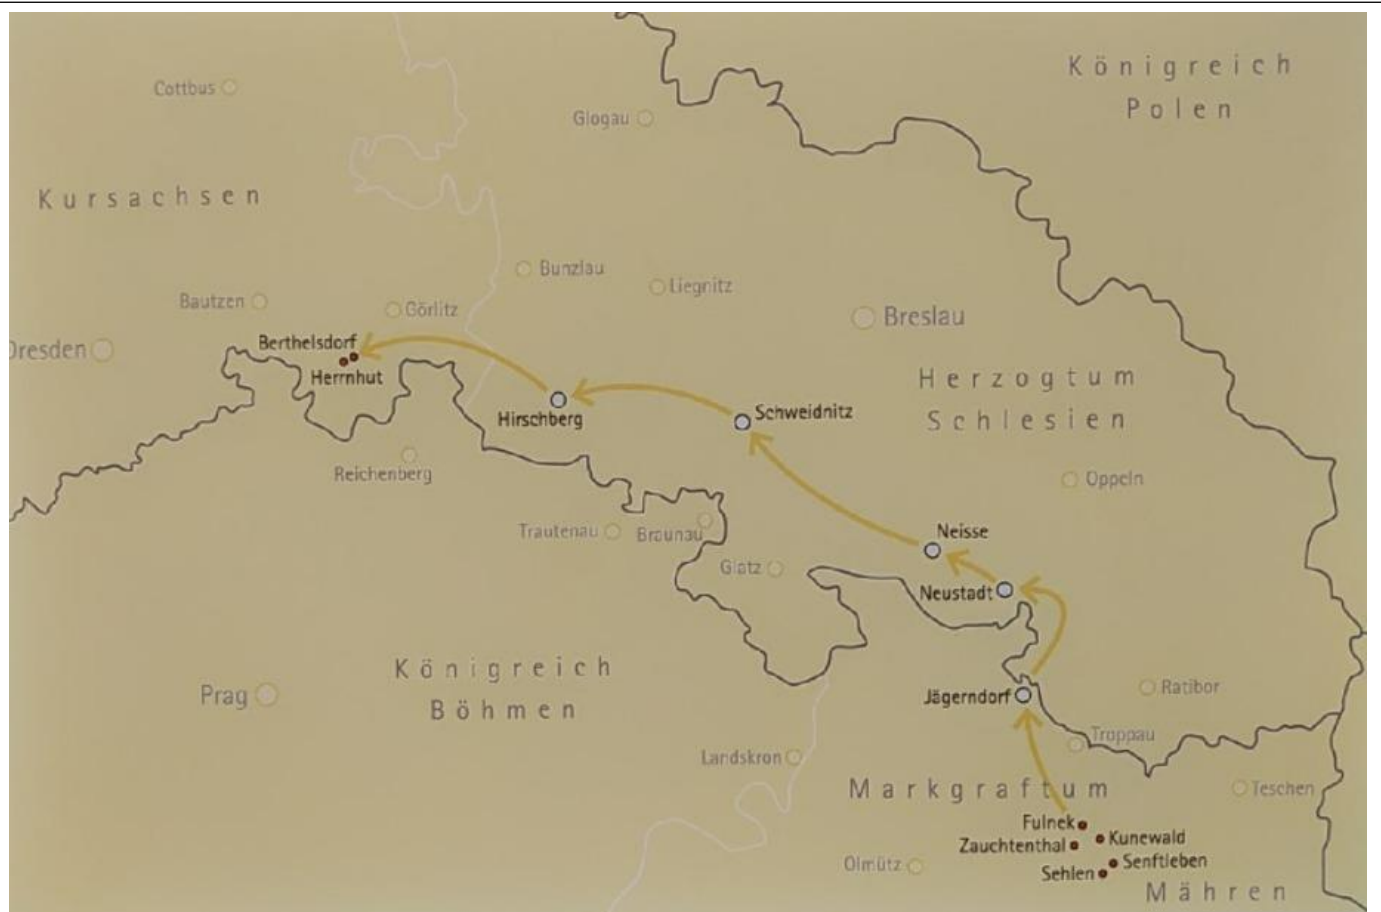 Königreich
Polen
Cottbus
Glogau
Kursachsen
Bunzlau
Liegnitz
Bautzen
Görlitz
Breslau
Berthelsdorf
Dresden
Herrnhut
Herzogtum
Schlesien
Hirschberg
Schweidnitz
Reichenberg
Oppeln
Trautenau
Braunau
Neisse
Glatz
Neustadt
Königreich
Böhmen
Prag
Jägerndorf
Ratibor
Troppau
Landskron
Markgraftum
Teschen
Fulnek
Kunewald
Zauchtenthal
Olmütz
Senftleben
Sehlen
Mähren